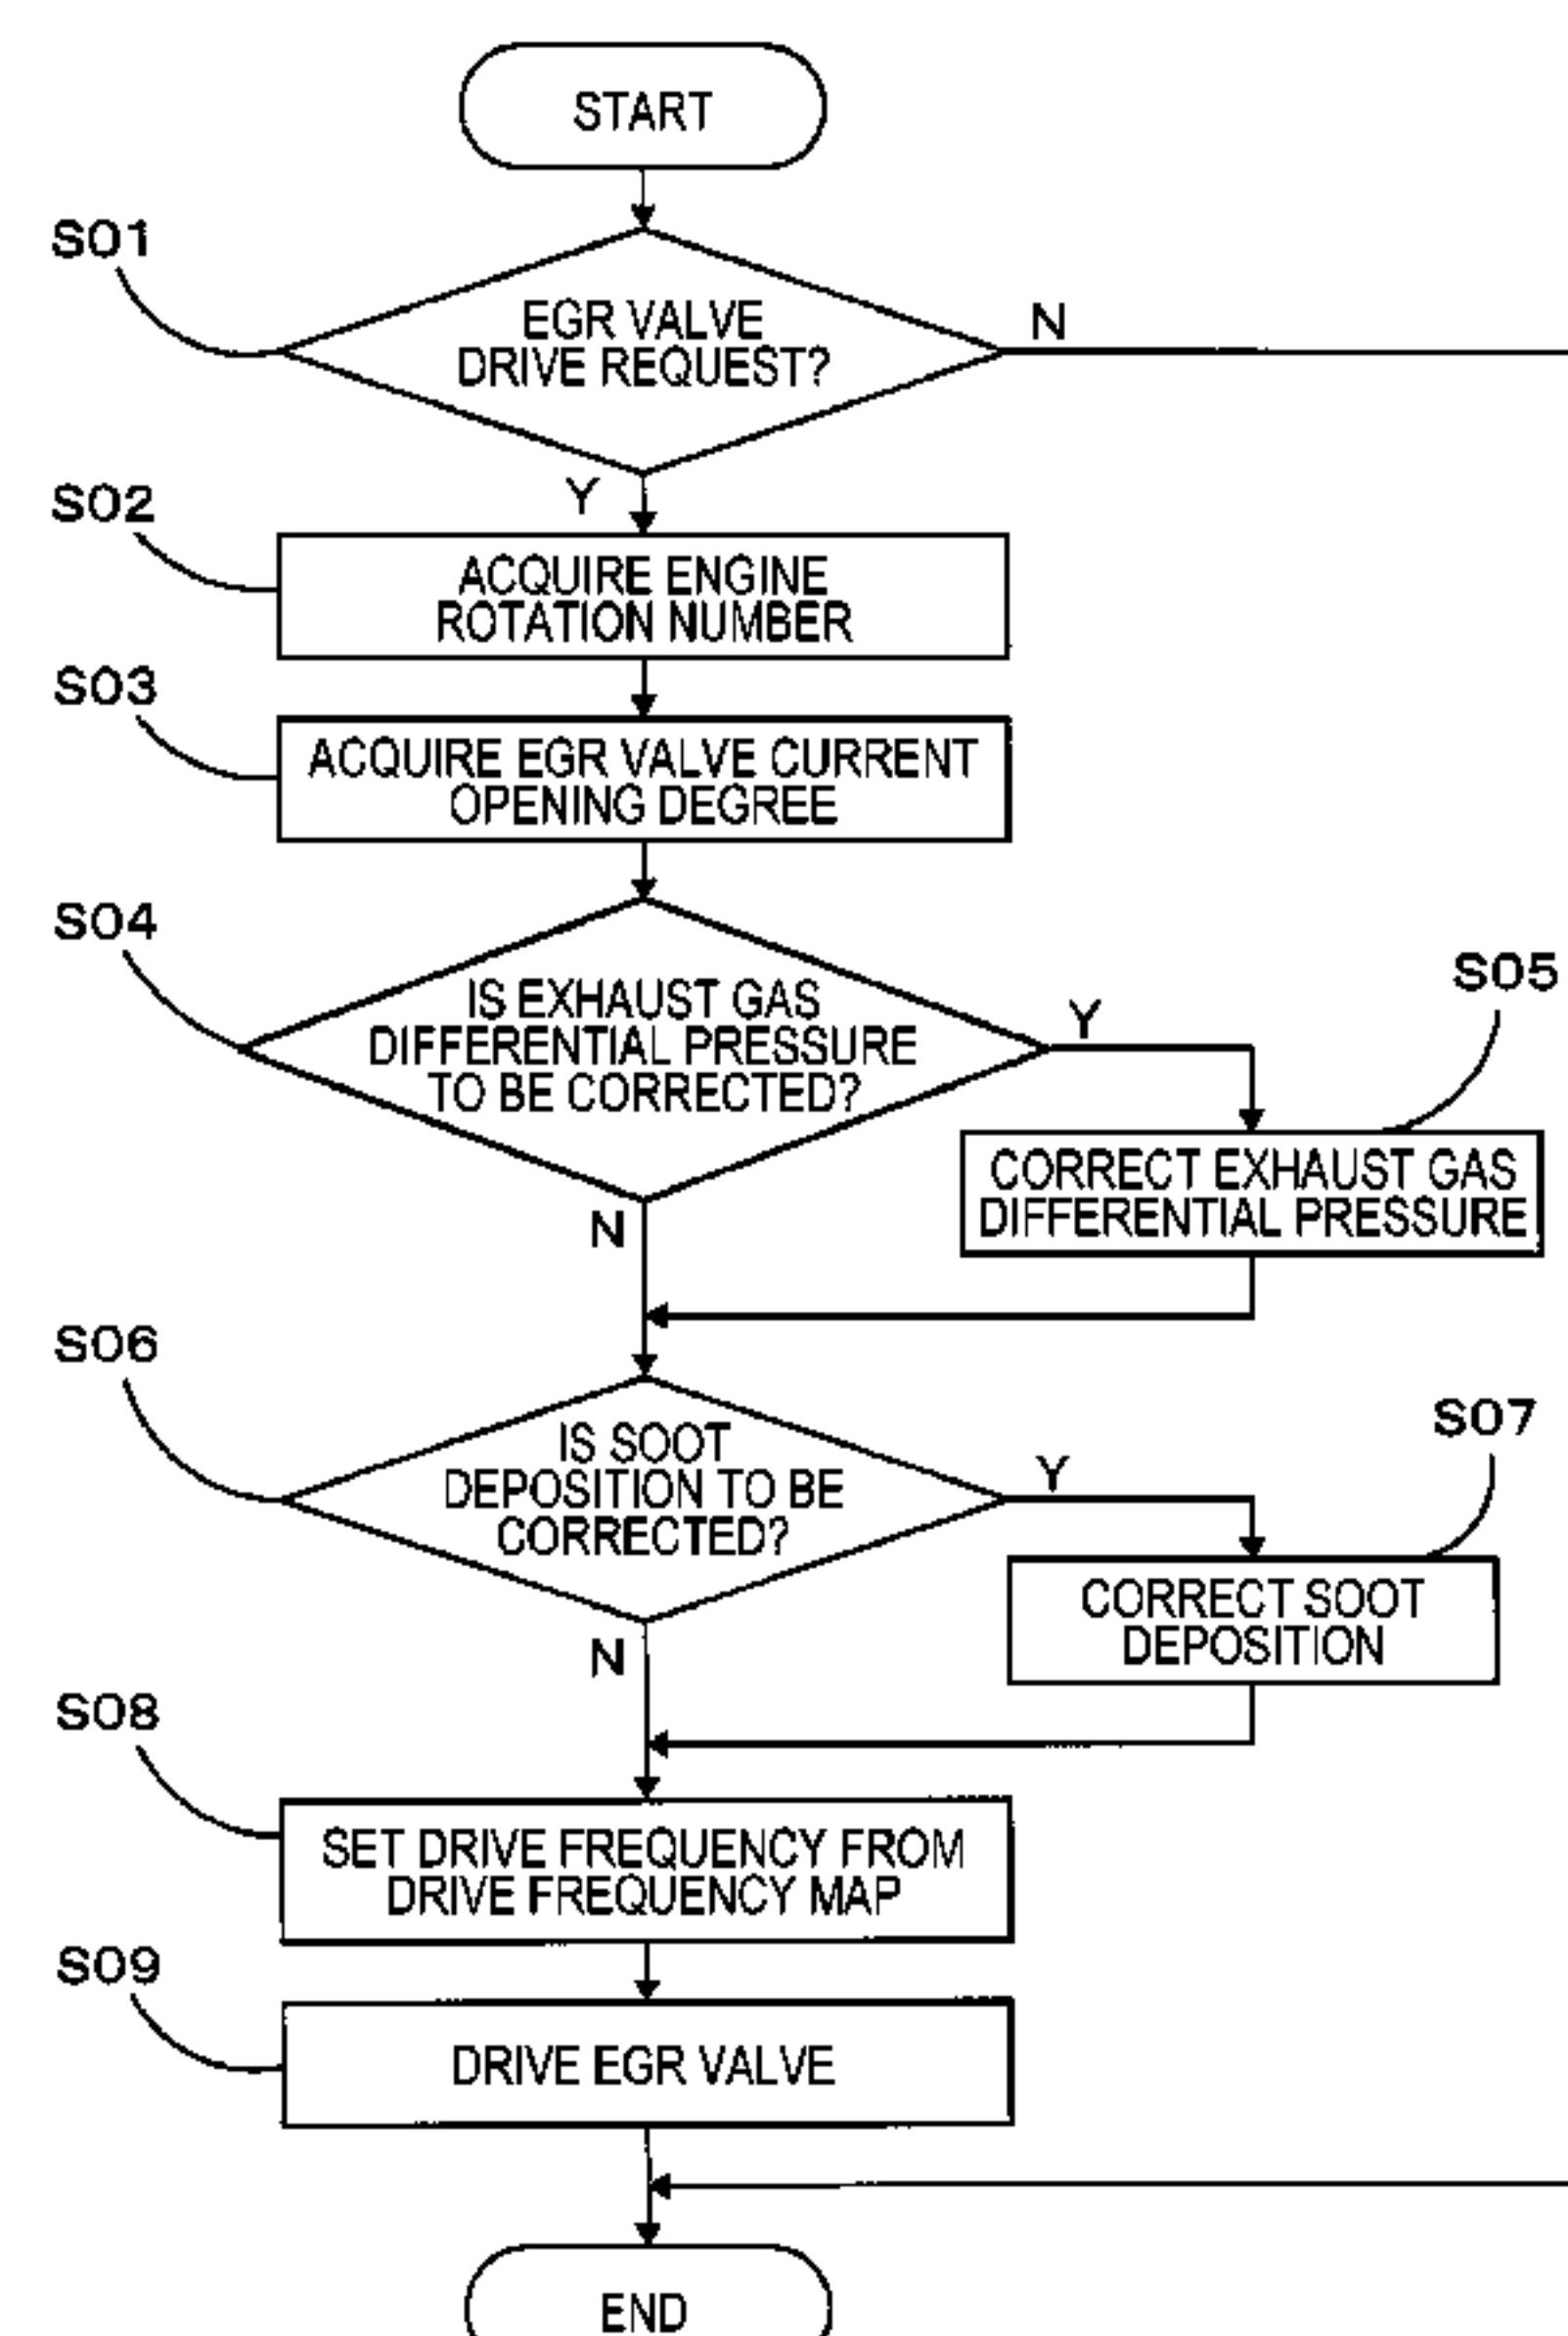 START
S01
EGR VALVE
DRIVE REQUEST?
N
Y
S02
ACQUIRE ENGINE
ROTATION NUMBER
S03
ACQUIRE EGR VALVE CURRENT
OPENING DEGREE
S04
IS EXHAUST GAS
DIFFERENTIAL PRESSURE
TO BE CORRECTED?
Y
S05
CORRECT EXHAUST GAS
DIFFERENTIAL PRESSURE
N
S06
IS SOOT
DEPOSITION TO BE
CORRECTED?
Y
S07
CORRECT SOOT
DEPOSITION
N
S08
SET DRIVE FREQUENCY FROM
DRIVE FREQUENCY MAP
S09
DRIVE EGR VALVE
END